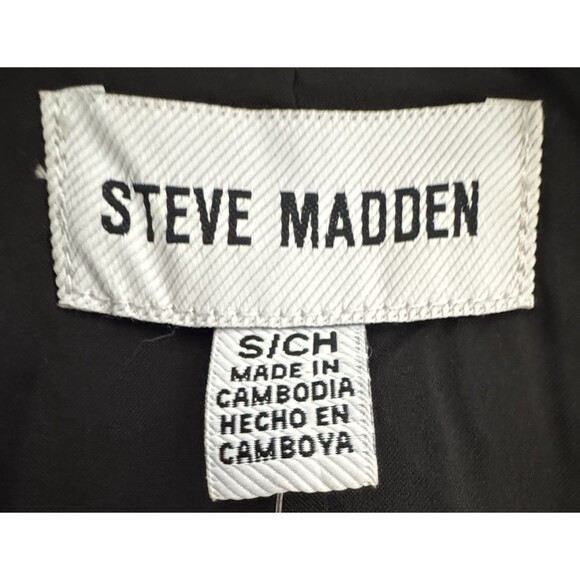 STEVE MADDEN
S/CH
MADE IN
CAMBODIA
HECHO EN
CAMBOYA